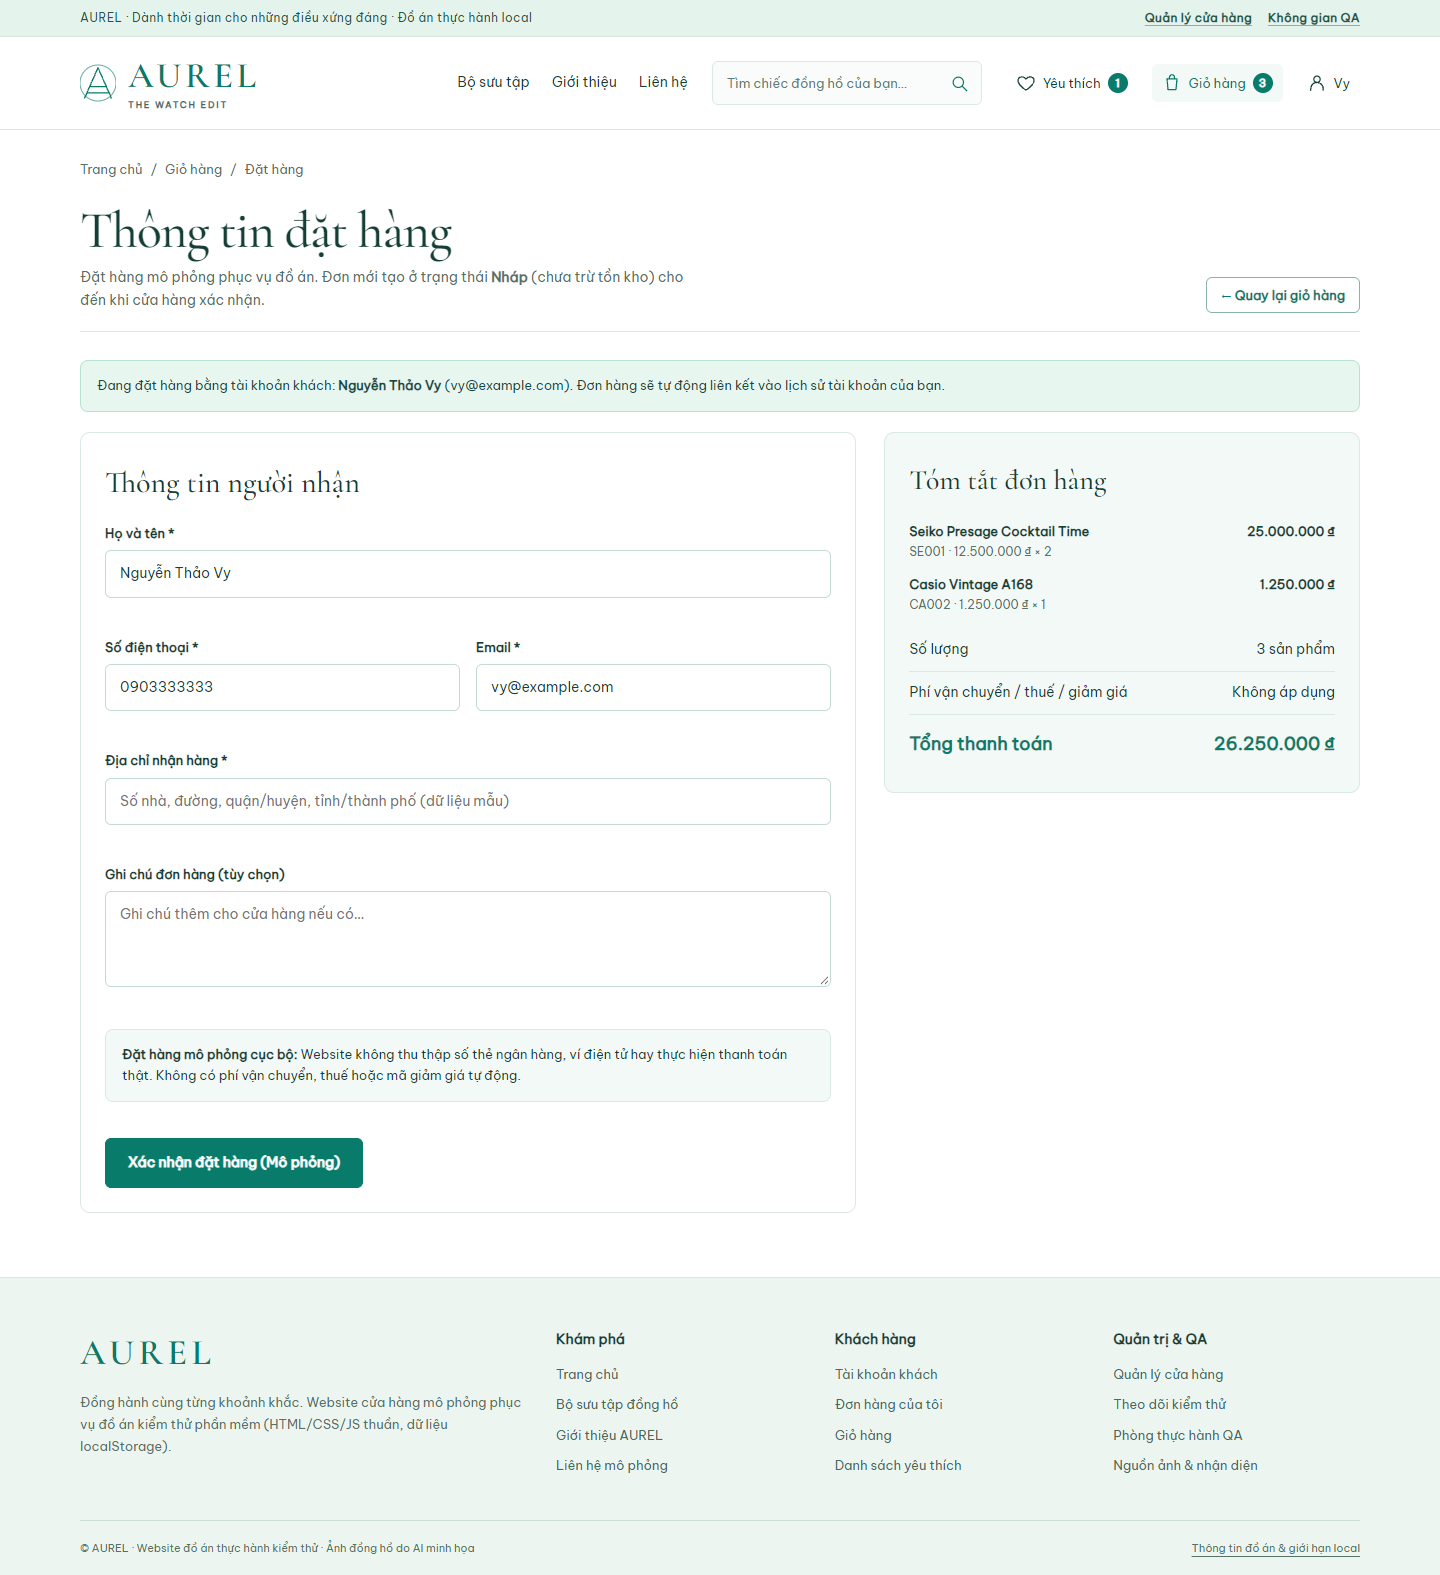 AUREL · Dành thời gian cho những điều xứng đáng · Đồ án thực hành local
Quản lý cửa hàng
Không gian QA
AUREL
THE WATCH EDIT
Bộ sưu tập
Giới thiệu
Liên hệ
Tìm chiếc đồng hồ của bạn...
Yêu thích 1
Giỏ hàng 3
Vy
Trang chủ / Giỏ hàng / Đặt hàng
Thông tin đặt hàng
Đặt hàng mô phỏng phục vụ đồ án. Đơn mới tạo ở trạng thái Nháp (chưa trừ tồn kho) cho
đến khi cửa hàng xác nhận.
← Quay lại giỏ hàng
Đang đặt hàng bằng tài khoản khách: Nguyễn Thảo Vy (vy@example.com). Đơn hàng sẽ tự động liên kết vào lịch sử tài khoản của bạn.
Thông tin người nhận
Họ và tên *
Nguyễn Thảo Vy
Số điện thoại *
Email *
0903333333
vy@example.com
Địa chỉ nhận hàng *
Số nhà, đường, quận/huyện, tỉnh/thành phố (dữ liệu mẫu)
Ghi chú đơn hàng (tùy chọn)
Ghi chú thêm cho cửa hàng nếu có...
Đặt hàng mô phỏng cục bộ: Website không thu thập số thẻ ngân hàng, ví điện tử hay thực hiện thanh toán
thật. Không có phí vận chuyển, thuế hoặc mã giảm giá tự động.
Xác nhận đặt hàng (Mô phỏng)
Tóm tắt đơn hàng
Seiko Presage Cocktail Time 25.000.000 ₫
SE001 · 12.500.000 ₫ × 2
Casio Vintage A168 1.250.000 ₫
CA002 · 1.250.000 ₫ × 1
Số lượng 3 sản phẩm
Phí vận chuyển / thuế / giảm giá Không áp dụng
Tổng thanh toán 26.250.000 ₫
AUREL
Đồng hành cùng từng khoảnh khắc. Website cửa hàng mô phỏng phục
vụ đồ án kiểm thử phần mềm (HTML/CSS/JS thuần, dữ liệu
localStorage).
Khám phá
Trang chủ
Bộ sưu tập đồng hồ
Giới thiệu AUREL
Liên hệ mô phỏng
Khách hàng
Tài khoản khách
Đơn hàng của tôi
Giỏ hàng
Danh sách yêu thích
Quản trị & QA
Quản lý cửa hàng
Theo dõi kiểm thử
Phòng thực hành QA
Nguồn ảnh & nhận diện
© AUREL · Website đồ án thực hành kiểm thử · Ảnh đồng hồ do AI minh họa
Thông tin đồ án & giới hạn local